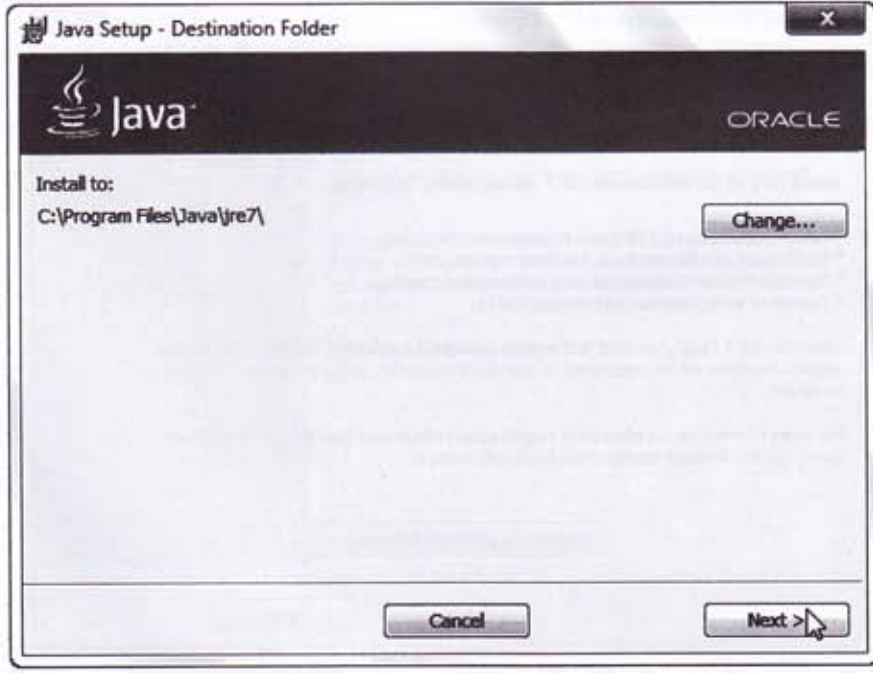 Java Setup - Destination Folder
x
Java
ORACLE
Install to:
C:\Program Files\Java\jre7\
Change...
Cancel
Next >